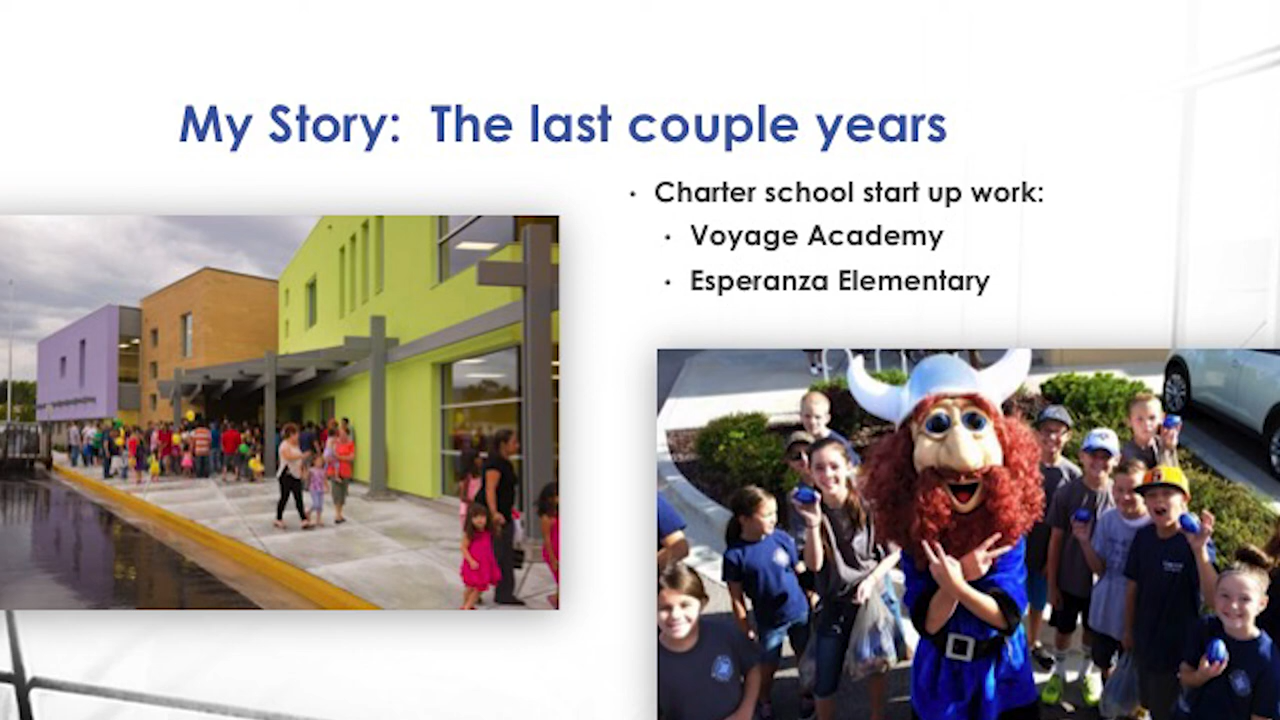 My Story: The last couple years
• Charter school start up work:
• Voyage Academy
• Esperanza Elementary